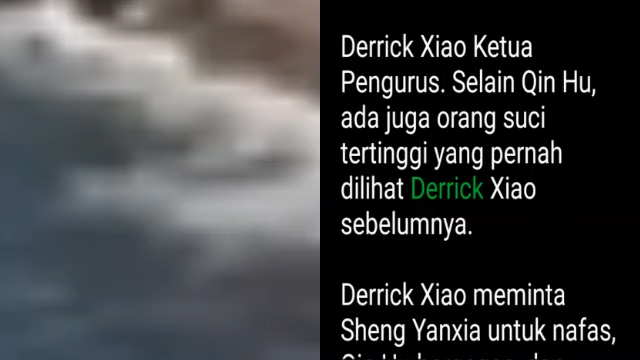 Derrick Xiao Ketua
Pengurus. Selain Qin Hu,
ada juga orang suci
tertinggi yang pernah
dilihat Derrick Xiao
sebelumnya.
Derrick Xiao meminta
Sheng Yanxia untuk nafas,